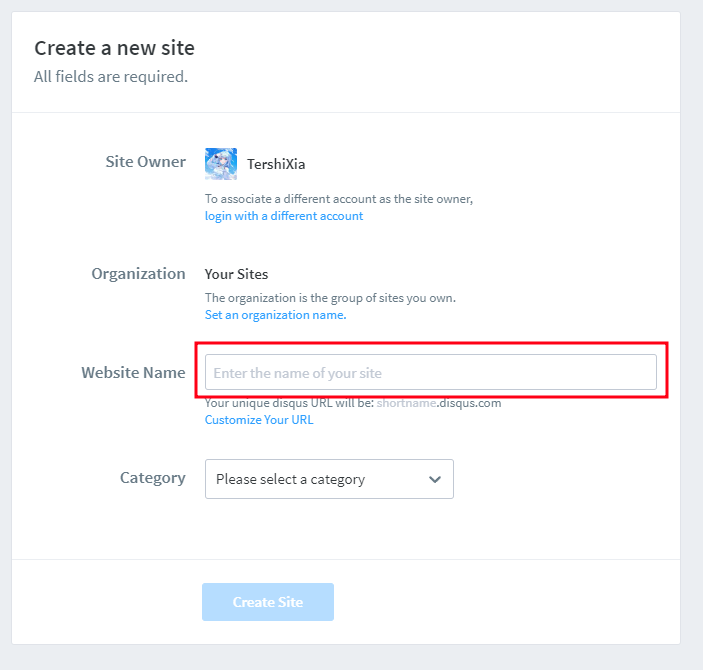 Create a new site
All fields are required.
Site Owner
TershiXia
To associate a different account as the site owner,
login with a different account
Organization
Your Sites
The organization is the group of sites you own.
Set an organization name.
Website Name
Enter the name of your site
Your unique disqus URL will be: shortname.disqus.com
Customize Your URL
Category
Please select a category
Create Site